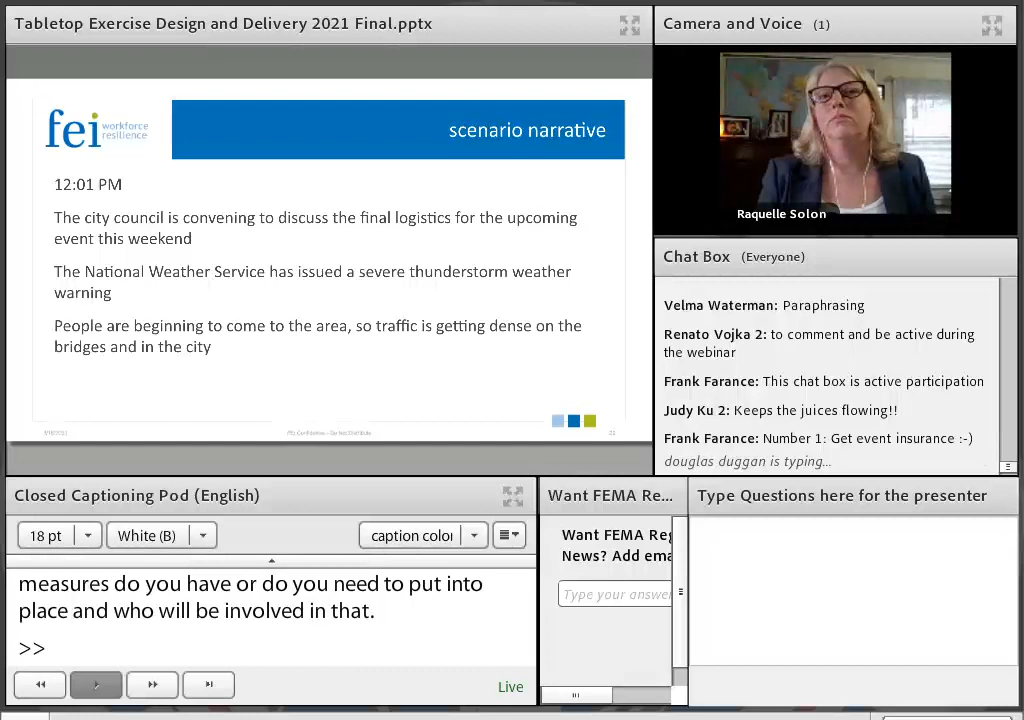 Tabletop Exercise Design and Delivery 2021 Final.pptx
fei workforce
resilience
scenario narrative
12:01 PM
The city council is convening to discuss the final logistics for the upcoming
event this weekend
The National Weather Service has issued a severe thunderstorm weather
warning
People are beginning to come to the area, so traffic is getting dense on the
bridges and in the city
Camera and Voice (1)
Raquelle Solon
Chat Box (Everyone)
Velma Waterman: Paraphrasing
Renato Vojka 2: to comment and be active during
the webinar
Frank Farance: This chat box is active participation
Judy Ku 2: Keeps the juices flowing!!
Frank Farance: Number 1: Get event insurance :-)
douglas duggan is typing...
Closed Captioning Pod (English)
18 pt
White (B)
caption color
measures do you have or do you need to put into
place and who will be involved in that.
>>
Live
Want FEMA Re...
Want FEMA Reg
News? Add ema
Type your answer
Type Questions here for the presenter